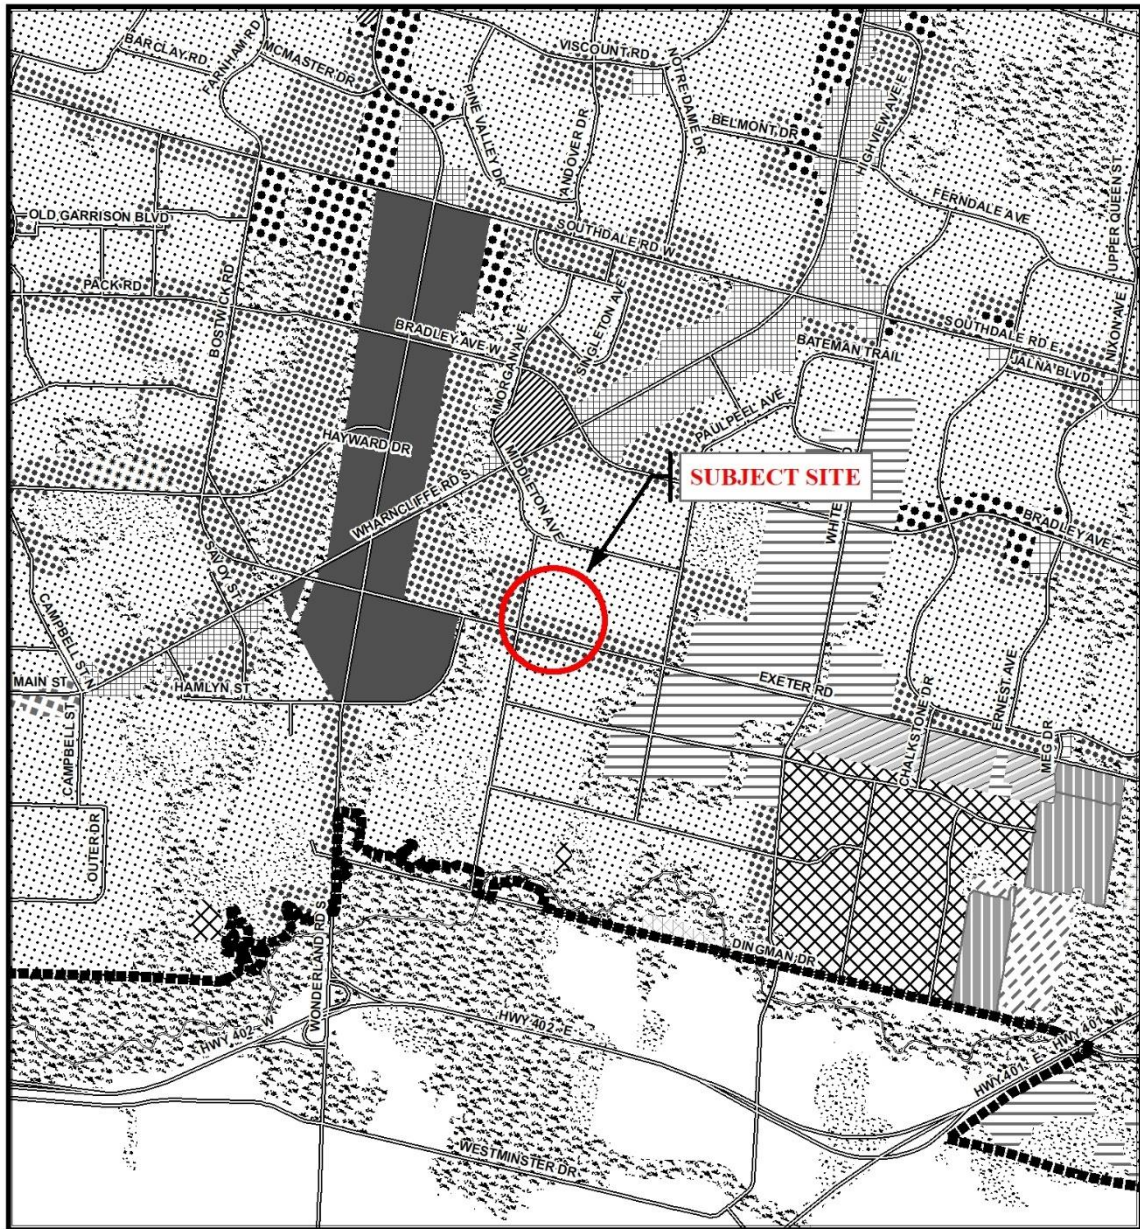 BARCLAY RD
FARNHAM RD
MCMASTER DR
VISCOUNT RD
NOTRE DAME DR
PINE VALLEY DR
ANDOVER DR
BELMONT DR
HIGHVIEW AVE E
FERNDALE AVE
UPPER QUEEN ST
OLD GARRISON BLVD
SOUTHDALE RD W
PACK RD
BOSTWICK RD
BRADLEY AVE W
MORGAN AVE
SINGLETON AVE
SOUTHDALE RD E
NIXON AVE
BATEMAN TRAIL
JALNA BLVD
PAULPEEL AVE
HAYWARD DR
MIDDLETON AVE
WHARNCLIFFE RD S
SUBJECT SITE
WHITE
D
BRADLEY AVE
SAVOY ST
CAMPBELL ST N
MAIN ST
HAMLYN ST
EXETER RD
CAMPBELL ST
CHALKSTONE DR
ERNEST AVE
MEG DR
OUTER DR
WONDERLAND RD S
DINGMAN DR
HWY 402 W
HWY 402 E
HWY 401 E
HWY 401 W
WESTMINSTER DR